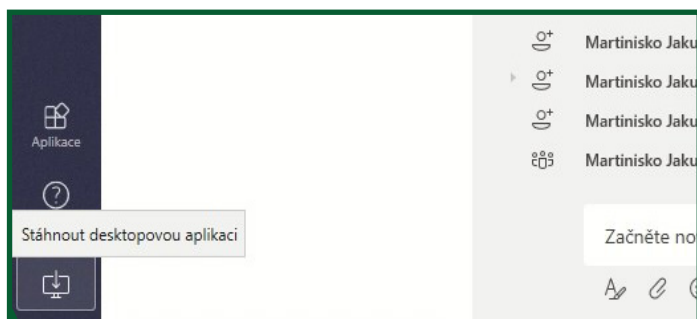 Martinisko Jaku
Martinisko Jaku
Martinisko Jaku
Martinisko Jaku
Aplikace
Stáhnout desktopovou aplikaci
Začněte no